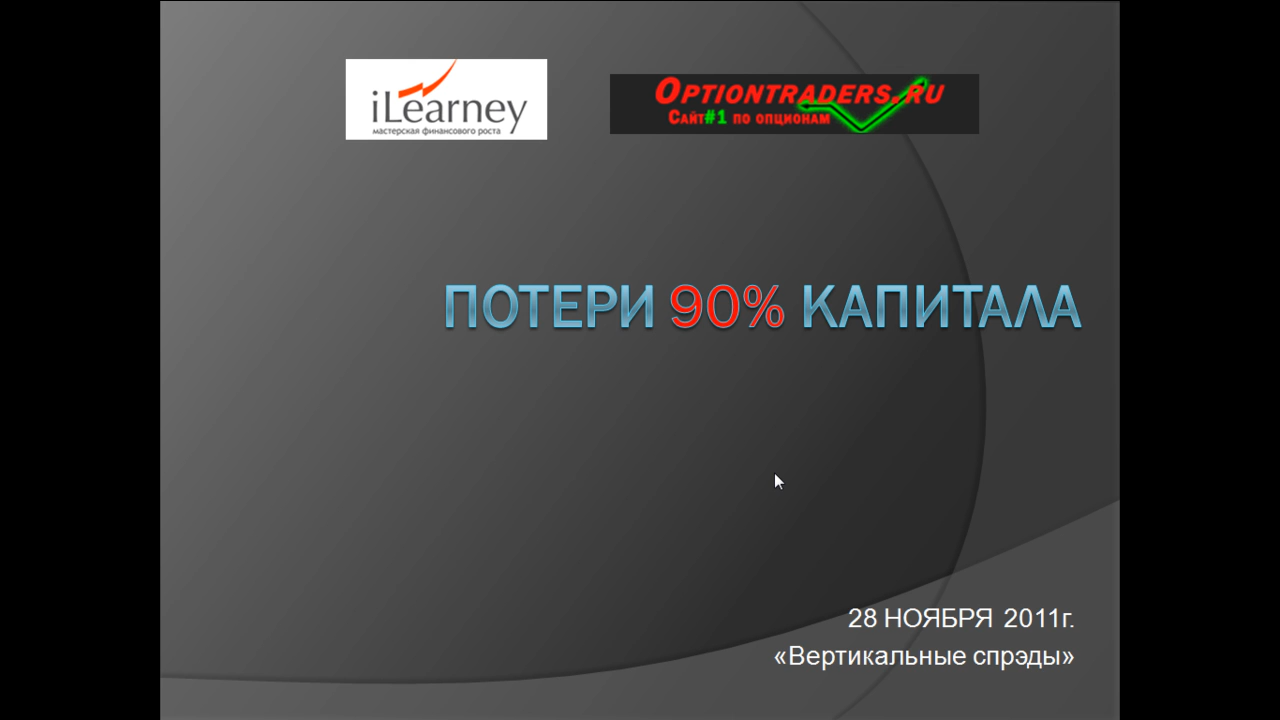 iLearney
мастерская финансового роста
OPTIONTRADERS.RU
САЙТ#1 ПО ОПЦИОНАМ
ПОТЕРИ 90% КАПИТАЛА
28 НОЯБРЯ 2011г.
«Вертикальные спрэды»